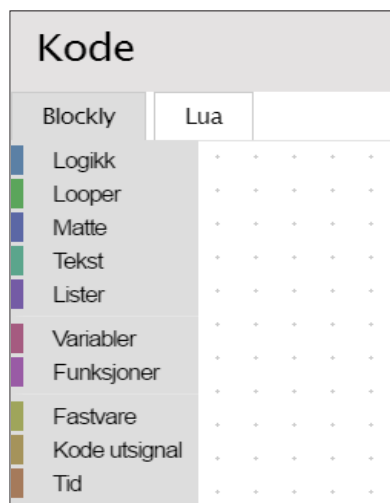 Kode
Blockly Lua
Logikk
Looper
Matte
Tekst
Lister
Variabler
Funksjoner
Fastvare
Kode utsignal
Tid